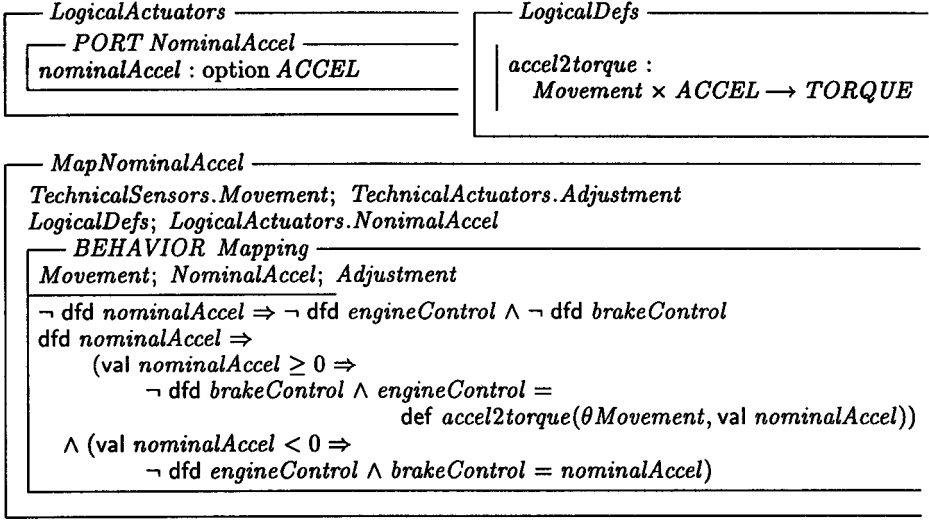 LogicalActuators
PORT NominalAccel
nominalAccel : option ACCEL
LogicalDefs
accel2torque :
Movement × ACCEL ⟶ TORQUE
MapNominalAccel
TechnicalSensors.Movement; TechnicalActuators.Adjustment
LogicalDefs; LogicalActuators.NonimalAccel
BEHAVIOR Mapping
Movement; NominalAccel; Adjustment
¬ dfd nominalAccel ⇒ ¬ dfd engineControl ∧ ¬ dfd brakeControl
dfd nominalAccel ⇒
(val nominalAccel ≥ 0 ⇒
¬ dfd brakeControl ∧ engineControl =
def accel2torque(θMovement, val nominalAccel))
∧ (val nominalAccel < 0 ⇒
¬ dfd engineControl ∧ brakeControl = nominalAccel)